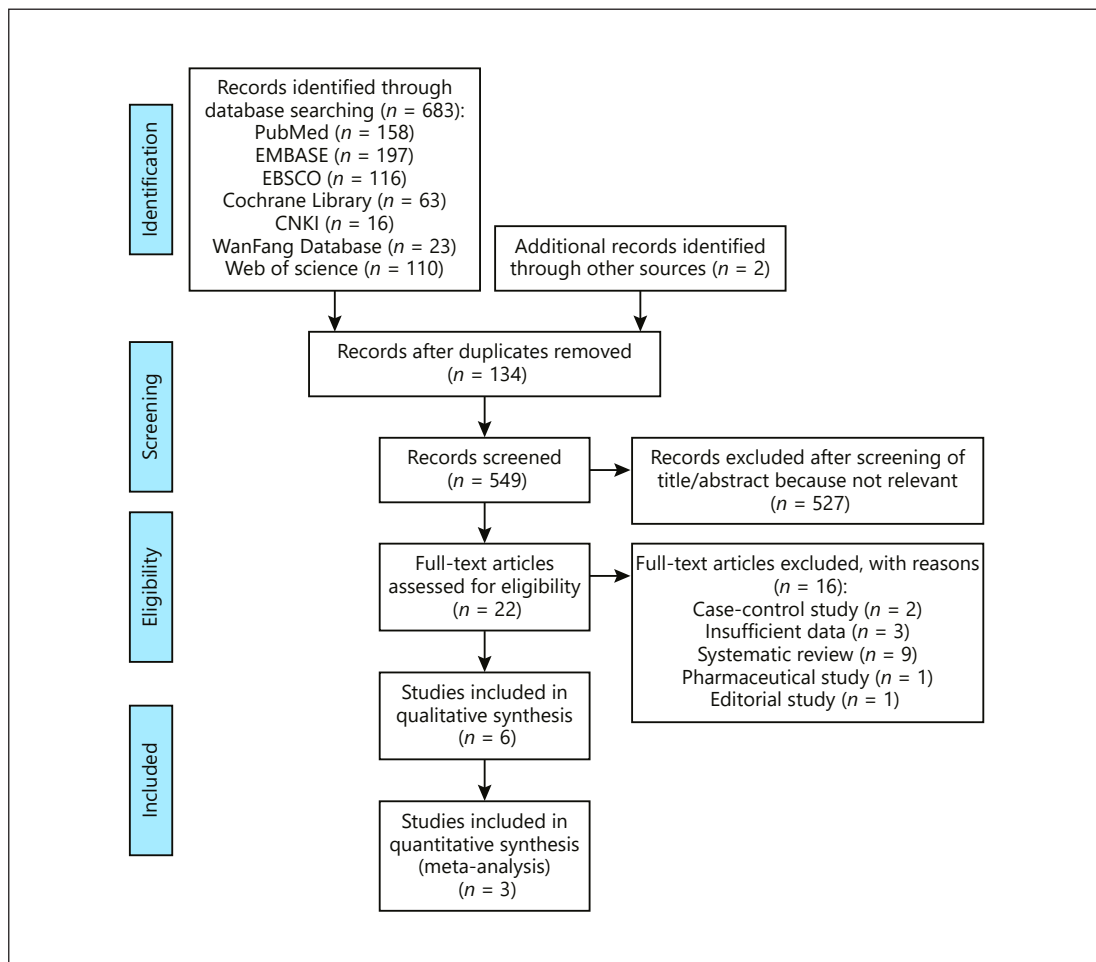 Identification
Records identified through
database searching (n = 683):
PubMed (n = 158)
EMBASE (n = 197)
EBSCO (n = 116)
Cochrane Library (n = 63)
CNKI (n = 16)
WanFang Database (n = 23)
Web of science (n = 110)
Additional records identified
through other sources (n = 2)
Screening
Records after duplicates removed
(n = 134)
Records screened
(n = 549)
Records excluded after screening of
title/abstract because not relevant
(n = 527)
Eligibility
Full-text articles
assessed for eligibility
(n = 22)
Full-text articles excluded, with reasons
(n = 16):
Case-control study (n = 2)
Insufficient data (n = 3)
Systematic review (n = 9)
Pharmaceutical study (n = 1)
Editorial study (n = 1)
Studies included in
qualitative synthesis
(n = 6)
Included
Studies included in
quantitative synthesis
(meta-analysis)
(n = 3)